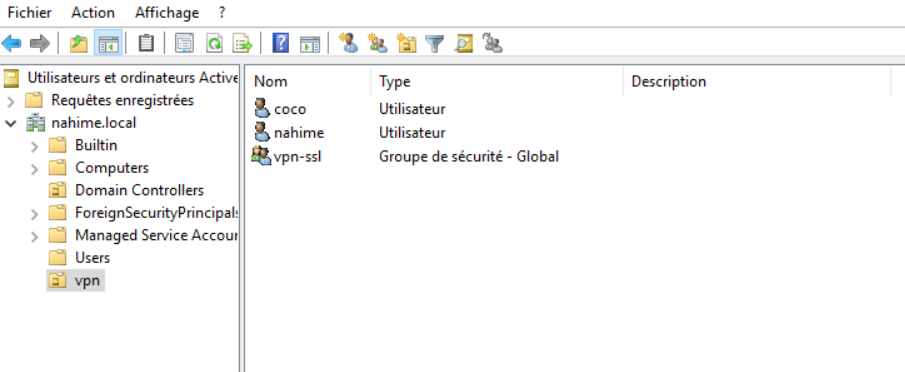 Fichier Action Affichage ?
Utilisateurs et ordinateurs Active
Requêtes enregistrées
nahime.local
Builtin
Computers
Domain Controllers
ForeignSecurityPrincipals
Managed Service Accour
Users
vpn
Nom Type Description
coco Utilisateur
nahime Utilisateur
vpn-ssl Groupe de sécurité - Global